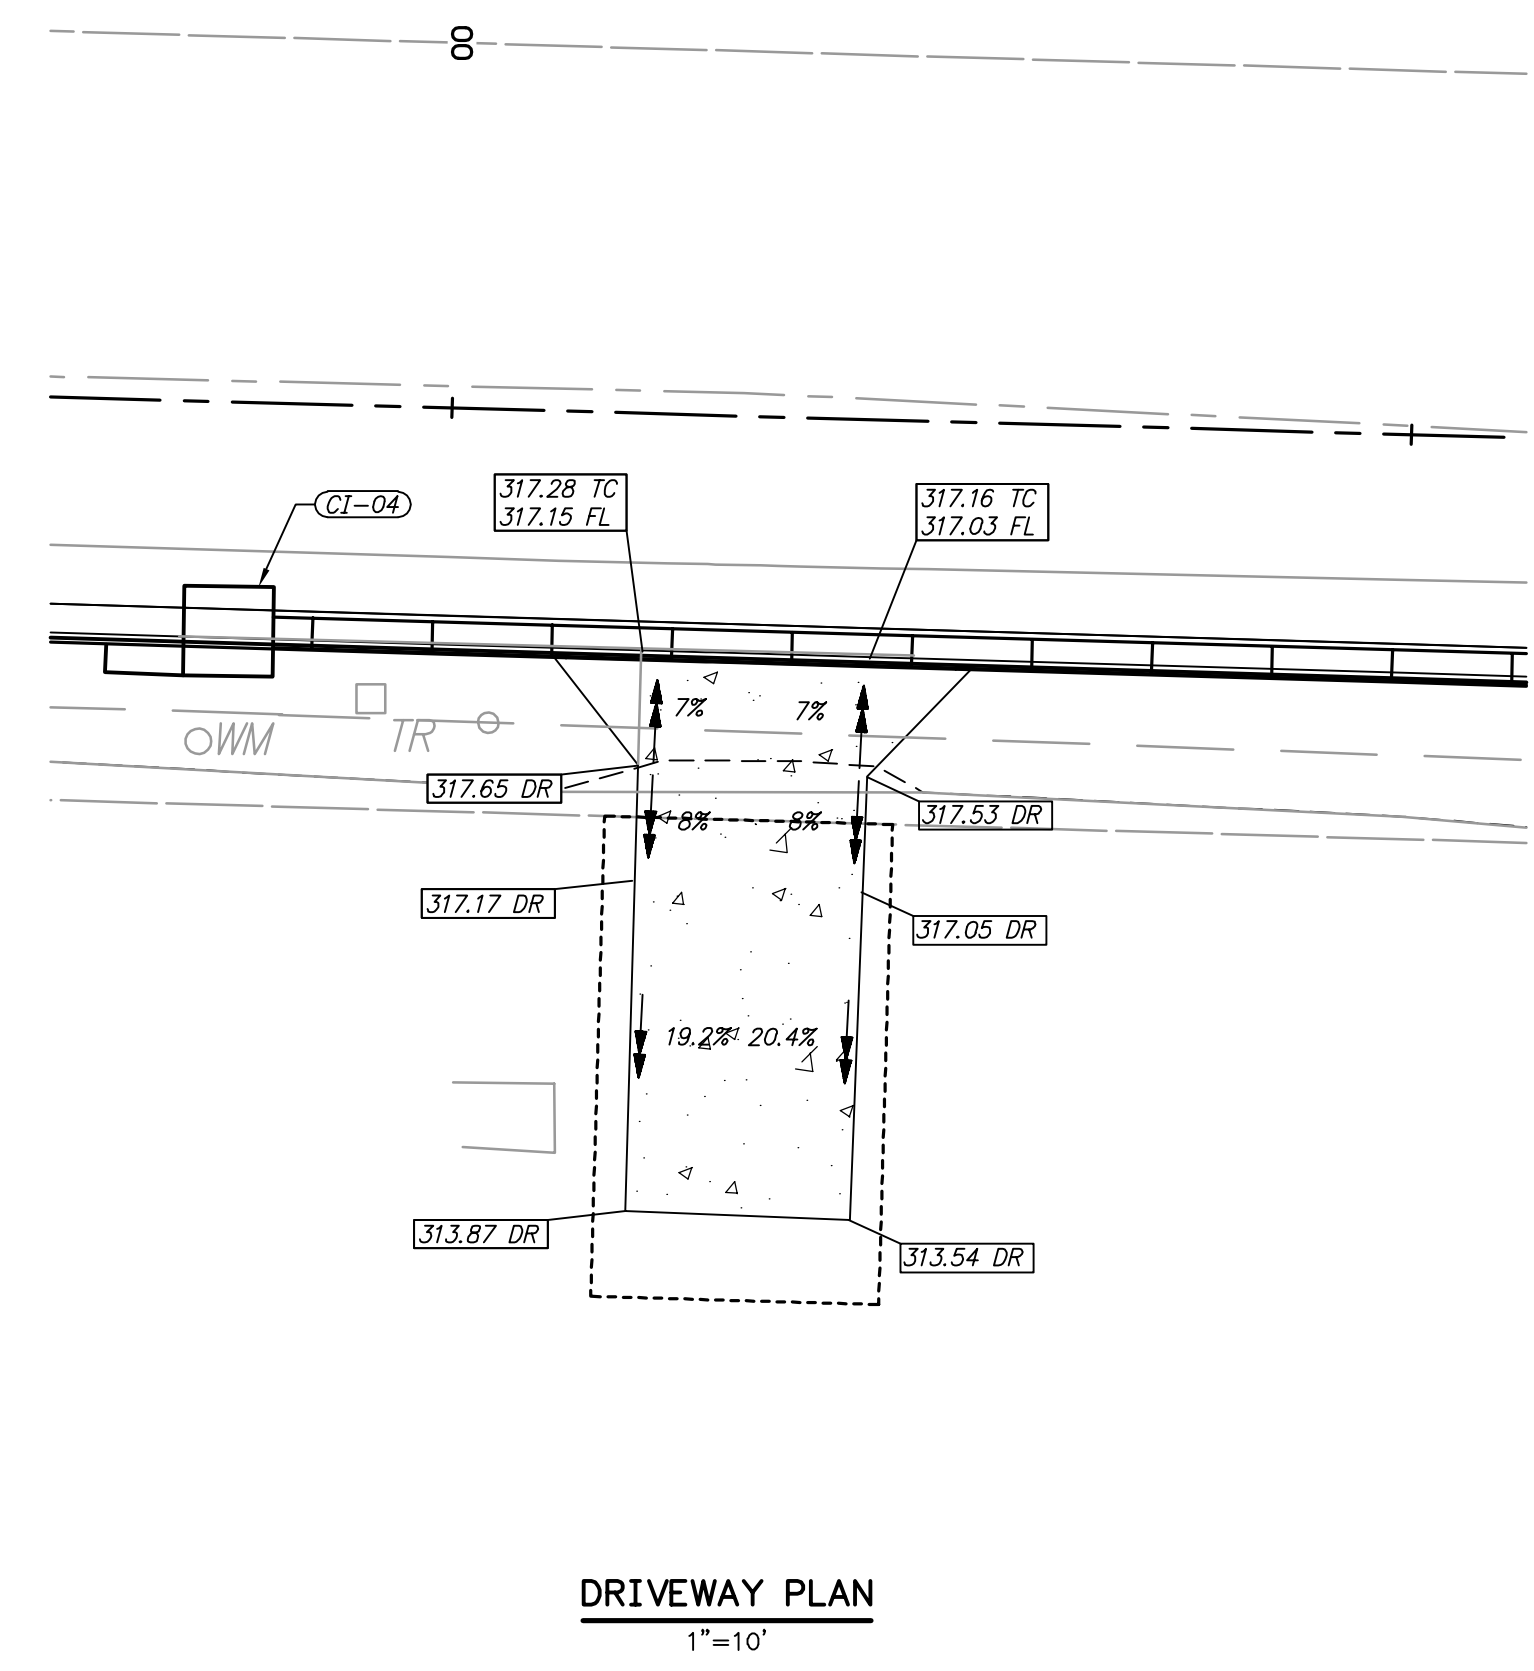 00
317.28 TC
317.15 FL
317.16 TC
317.03 FL
CI-04
7%
7%
WM
TR
317.65 DR
317.53 DR
8%
8%
317.17 DR
317.05 DR
19.2%
20.4%
313.87 DR
313.54 DR
DRIVEWAY PLAN
1"=10'